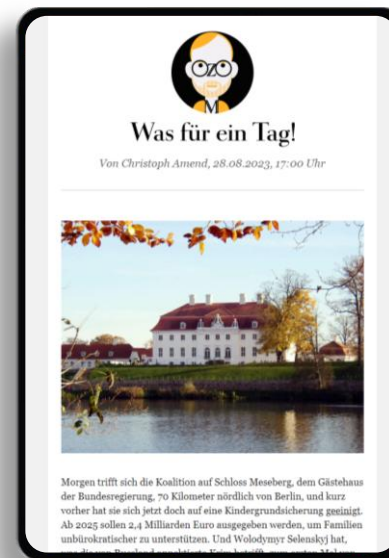 OZO
M
Was für ein Tag!
Von Christoph Amend, 28.08.2023, 17:00 Uhr
Morgen trifft sich die Koalition auf Schloss Meseberg, dem Gästehaus
der Bundesregierung, 70 Kilometer nördlich von Berlin, und kurz
vorher hat sie sich jetzt doch auf eine Kindergrundsicherung geeinigt.
Ab 2025 sollen 2,4 Milliarden Euro ausgegeben werden, um Familien
unbürokratischer zu unterstützen. Und Wolodymyr Selenskyj hat,